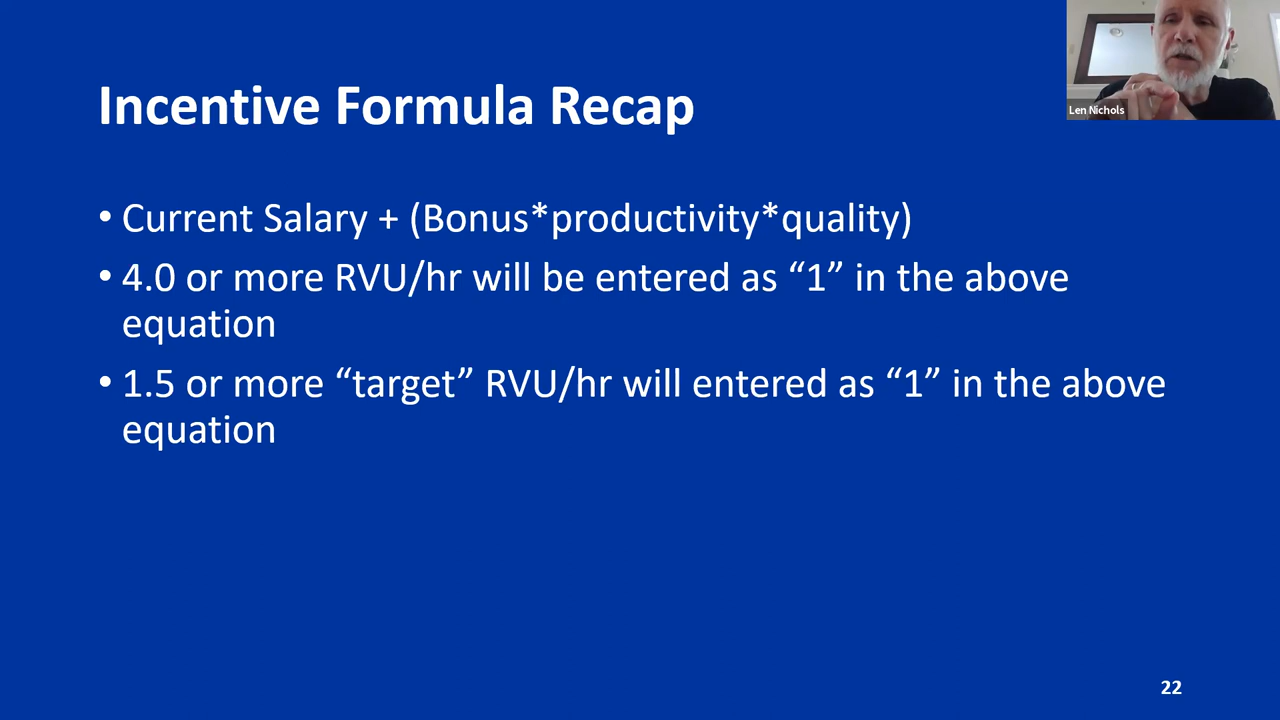 Len Nichols
Incentive Formula Recap
• Current Salary + (Bonus*productivity*quality)
• 4.0 or more RVU/hr will be entered as “1” in the above
equation
• 1.5 or more “target” RVU/hr will entered as “1” in the above
equation
22